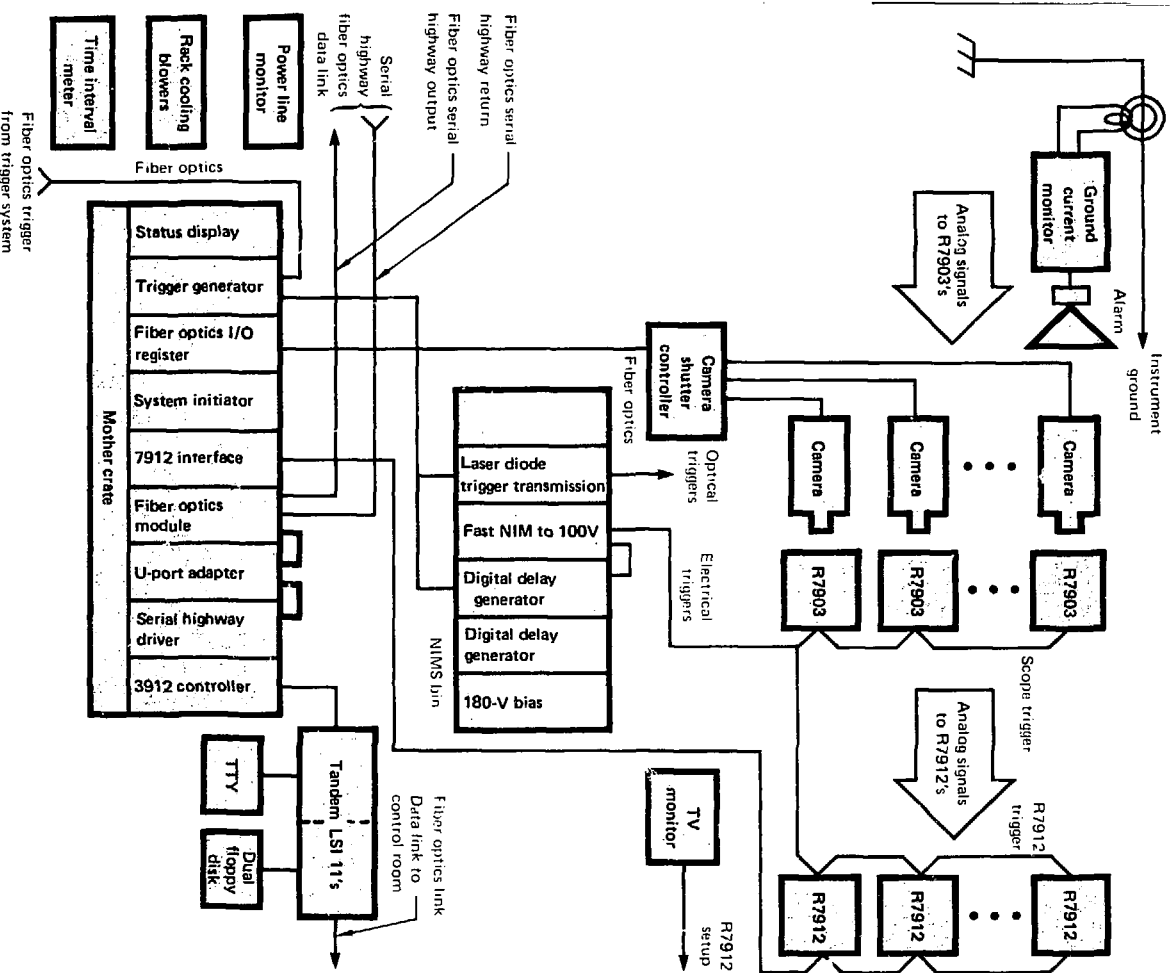 Time interval
meter
Rack cooling
blowers
Power line
monitor
Serial
highway
fiber optics
data link
Fiber optics serial
highway output
Fiber optics serial
highway return
Fiber optics trigger
from trigger system
Fiber optics
Mother crate
Status display
Trigger generator
Fiber optics I/O
register
System initiator
7912 interface
Fiber optics
module
U-port adapter
Serial highway
driver
3912 controller
TTY
Dual
floppy
disk
Tandem LSI 11's
Fiber optics link
Data link to
control room
NIMS bin
Laser diode
trigger transmission
Fast NIM to 100V
Digital delay
generator
Digital delay
generator
180-V bias
Fiber optics
Camera
shutter
controller
Optical
triggers
Electrical
triggers
TV
monitor
R7912
setup
Ground
current
monitor
Alarm
Instrument
ground
Analog signals
to R7903's
Camera
Camera
Camera
R7903
R7903
R7903
Scope trigger
Analog signals
to R7912's
R7912
trigger
R7912
R7912
R7912